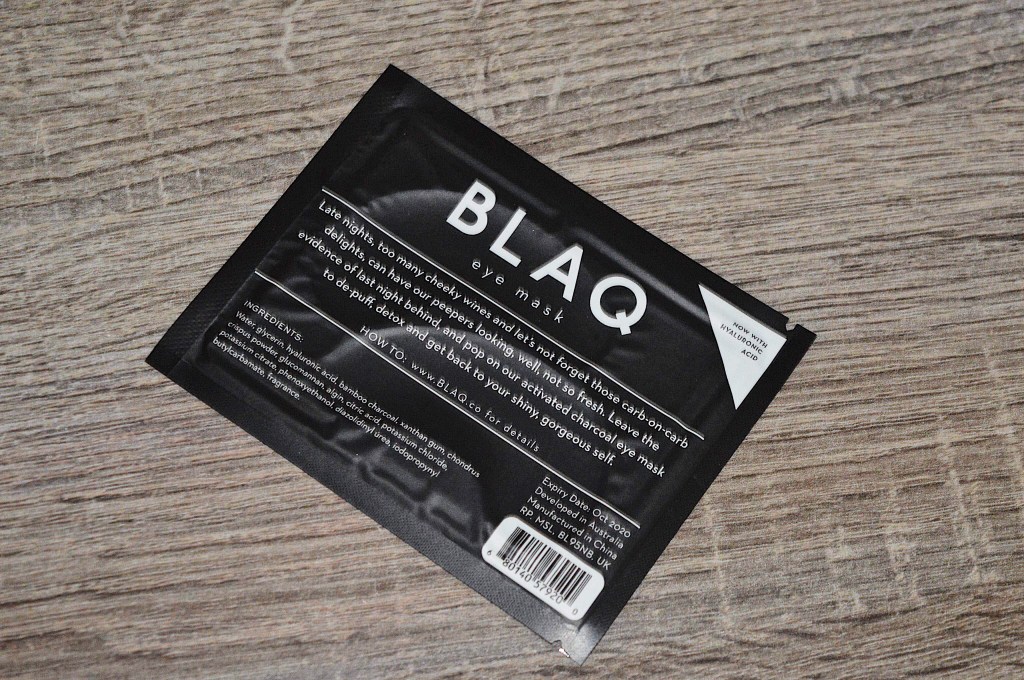 BLAQ
eye mask
NOW WITH
HYALURONIC
ACID
Late nights, too many cheeky wines and let's not forget those carb-on-carb
delights, can have our peepers looking, well, not so fresh. Leave the
evidence of last night behind, and pop on our activated charcoal eye mask
to de-puff, detox and get back to your shiny, gorgeous self.
HOW TO: www.BLAQ.co for details
INGREDIENTS:
Water, glycerin, hyaluronic acid, bamboo charcoal, xanthan gum, chondrus
crispus, powder, glucomannan, algin, citric acid, potassium chloride,
potassium citrate, phenoxyethanol, diazolidinyl urea, iodopropynyl
butylcarbamate, fragrance.
Expiry Date: Oct 2020
Developed in Australia
Manufactured in China
RP: MSL. BL95NB. UK
6 80140 57920 0